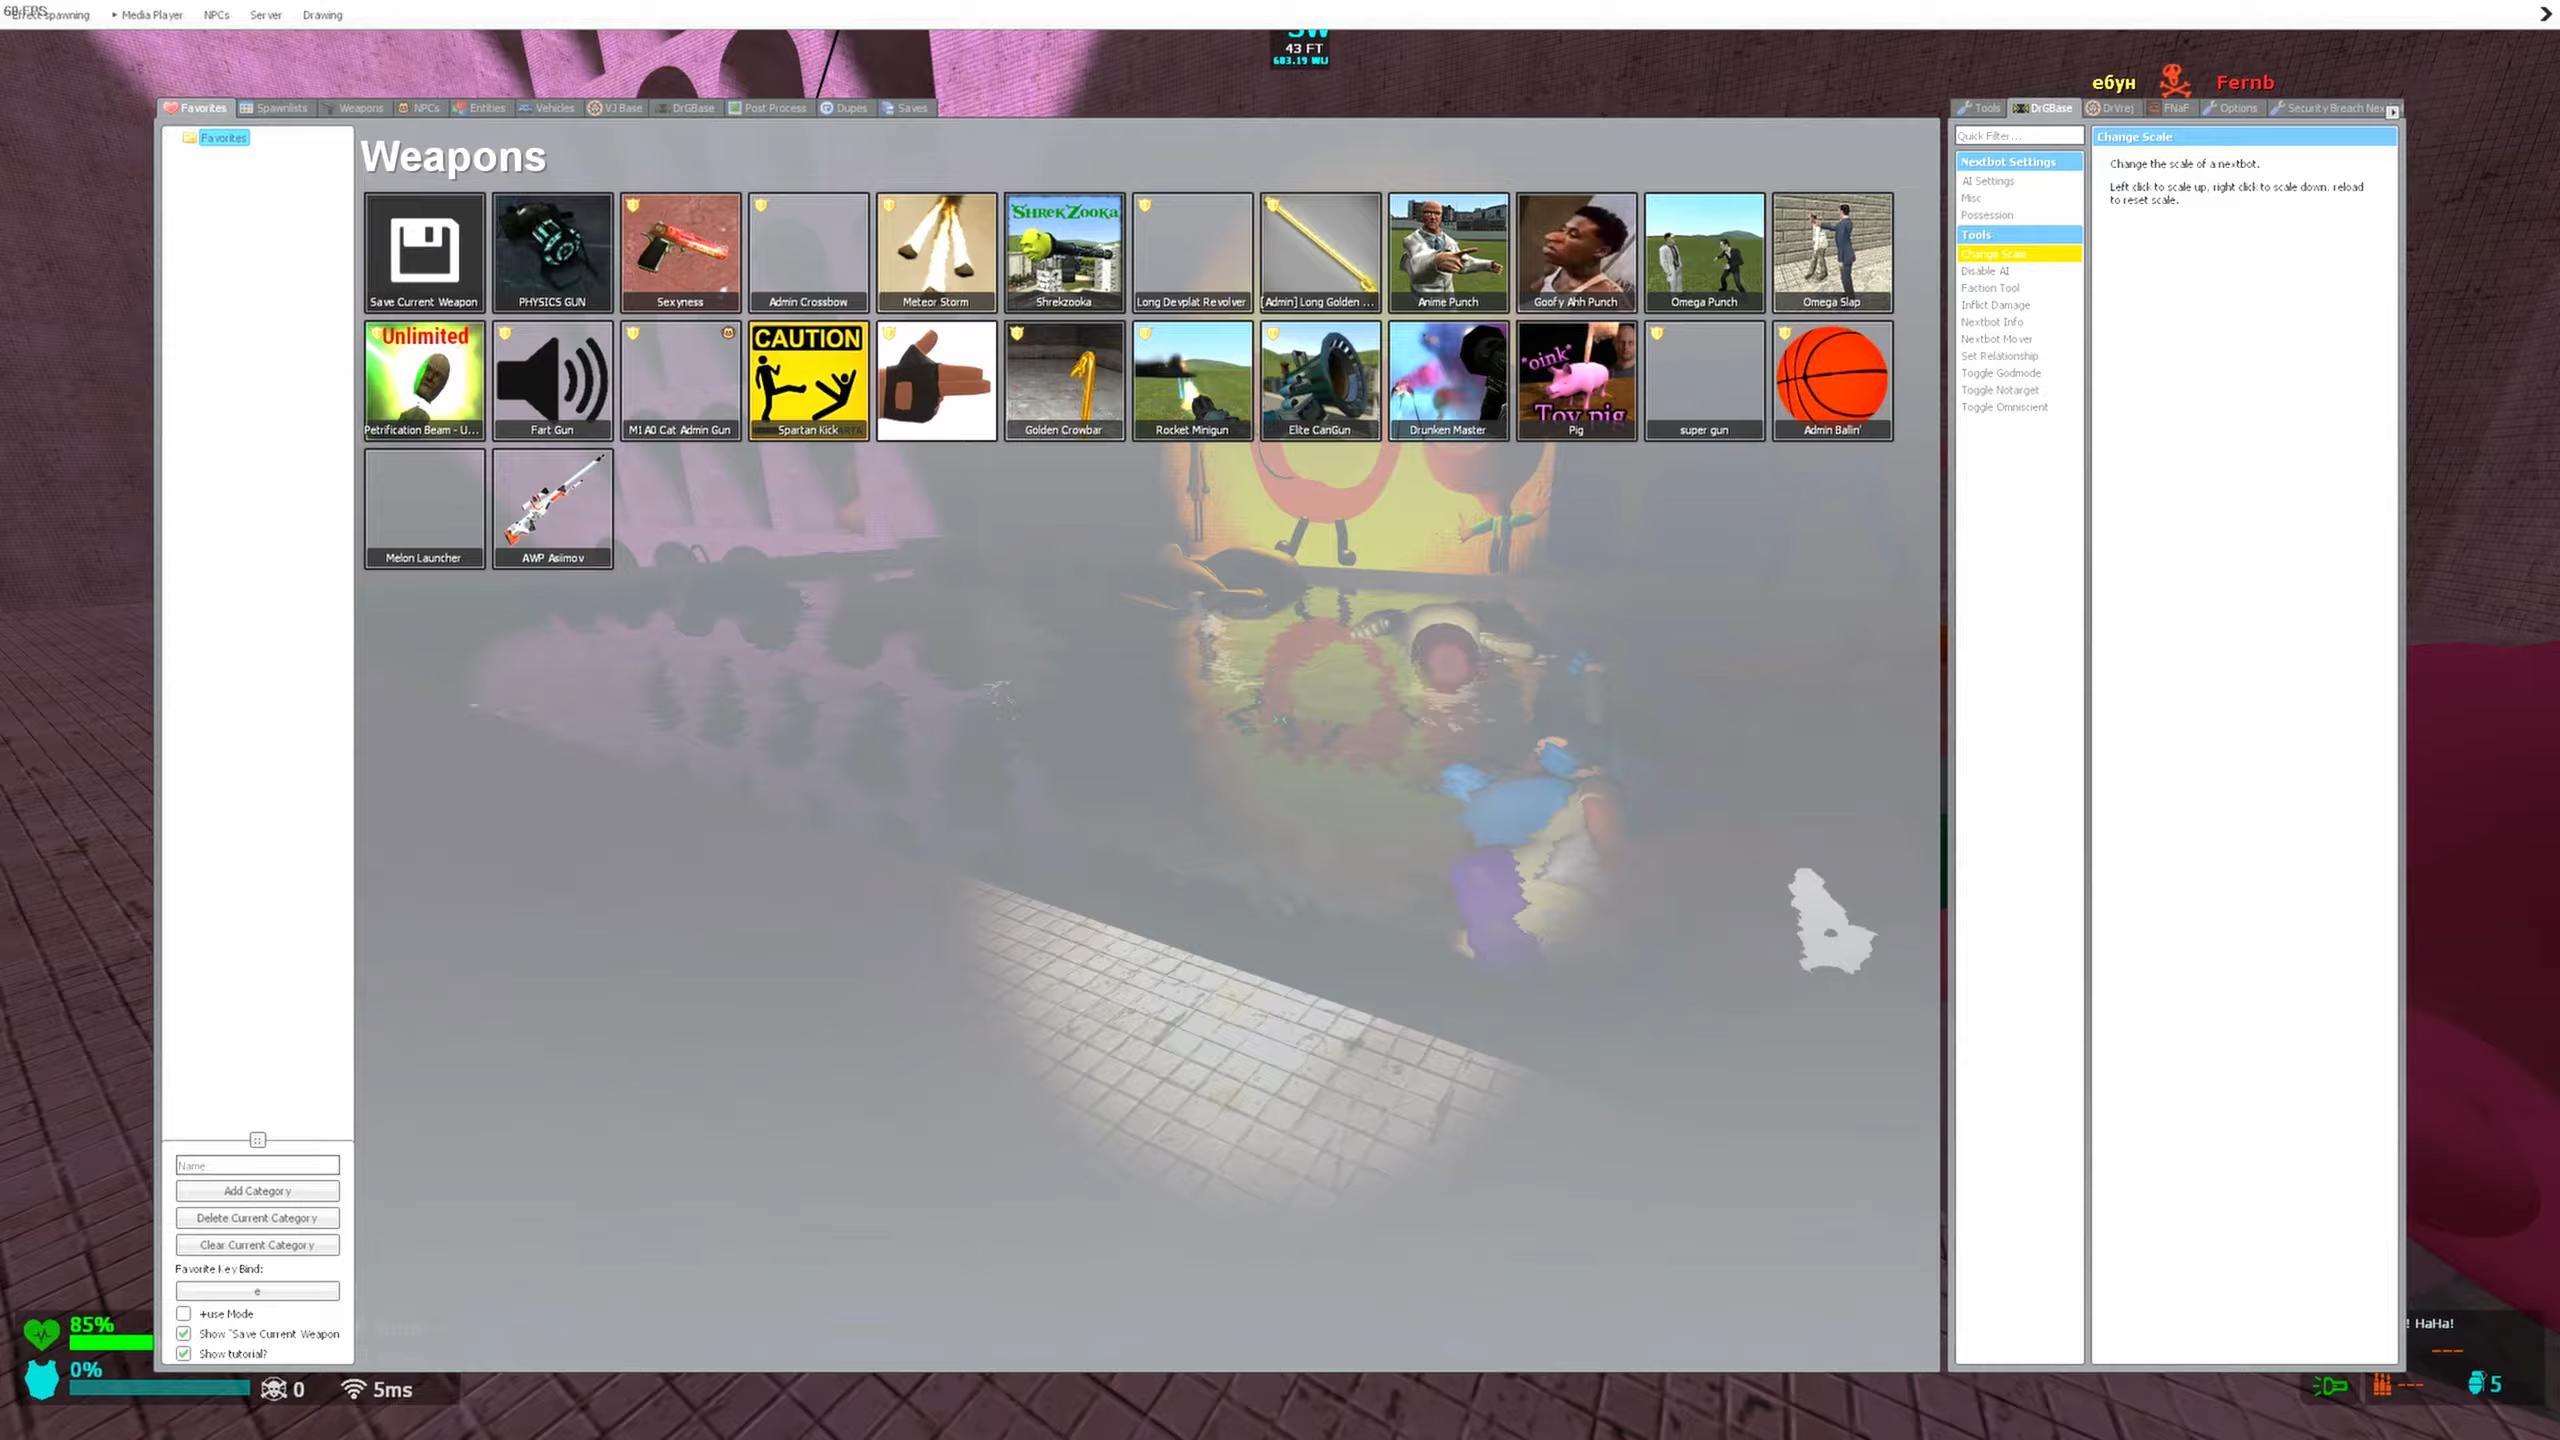 60 FPS
Effect spawning
Media Player
NPCs
Server
Drawing
SW
43 FT
683.19 WU
ебун
Fernb
Favorites
Spawnlists
Weapons
NPCs
Entities
Vehicles
VJ Base
DrGBase
Post Process
Dupes
Saves
Tools
DrGBase
DrVrej
FNaF
Options
Security Breach Nex
Favorites
Weapons
Save Current Weapon
PHYSICS GUN
Sexyness
Admin Crossbow
Meteor Storm
SHREKZOOKA
Shrekzooka
Long Devplat Revolver
[Admin] Long Golden ...
Anime Punch
Goofy Ahh Punch
Omega Punch
Omega Slap
Unlimited
Petrification Beam - U...
Fart Gun
M1A0 Cat Admin Gun
CAUTION
Spartan Kick
Golden Crowbar
Rocket Minigun
Elite CanGun
Drunken Master
*oink*
Toy pig
Pig
super gun
Admin Ballin'
Melon Launcher
AWP Asiimov
Quick Filter...
Nextbot Settings
AI Settings
Misc
Possession
Tools
Change Scale
Disable AI
Faction Tool
Inflict Damage
Nextbot Info
Nextbot Mover
Set Relationship
Toggle Godmode
Toggle Notarget
Toggle Omniscient
Change Scale
Change the scale of a nextbot.
Left click to scale up, right click to scale down, reload
to reset scale.
Name
Add Category
Delete Current Category
Clear Current Category
Favorite Key Bind:
e
+use Mode
Show "Save Current Weapon
Show tutorial?
85%
0%
0
5ms
! HaHa!
---
---
5